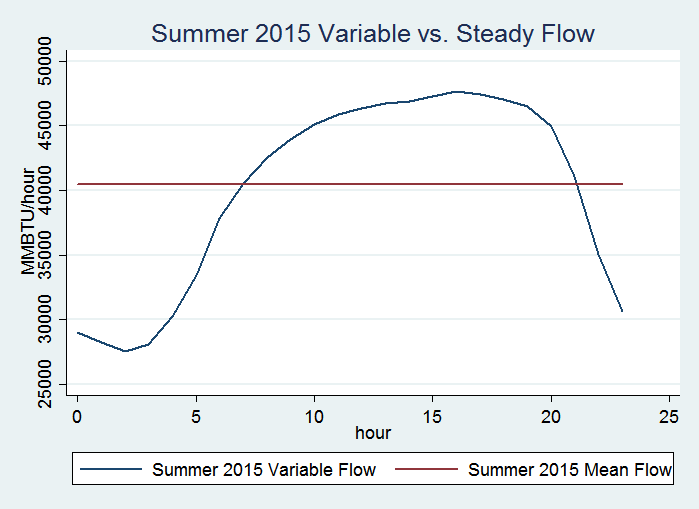 Summer 2015 Variable vs. Steady Flow
MMBTU/hour
50000
45000
40000
35000
30000
25000
0 5 10 15 20 25
hour
Summer 2015 Variable Flow Summer 2015 Mean Flow